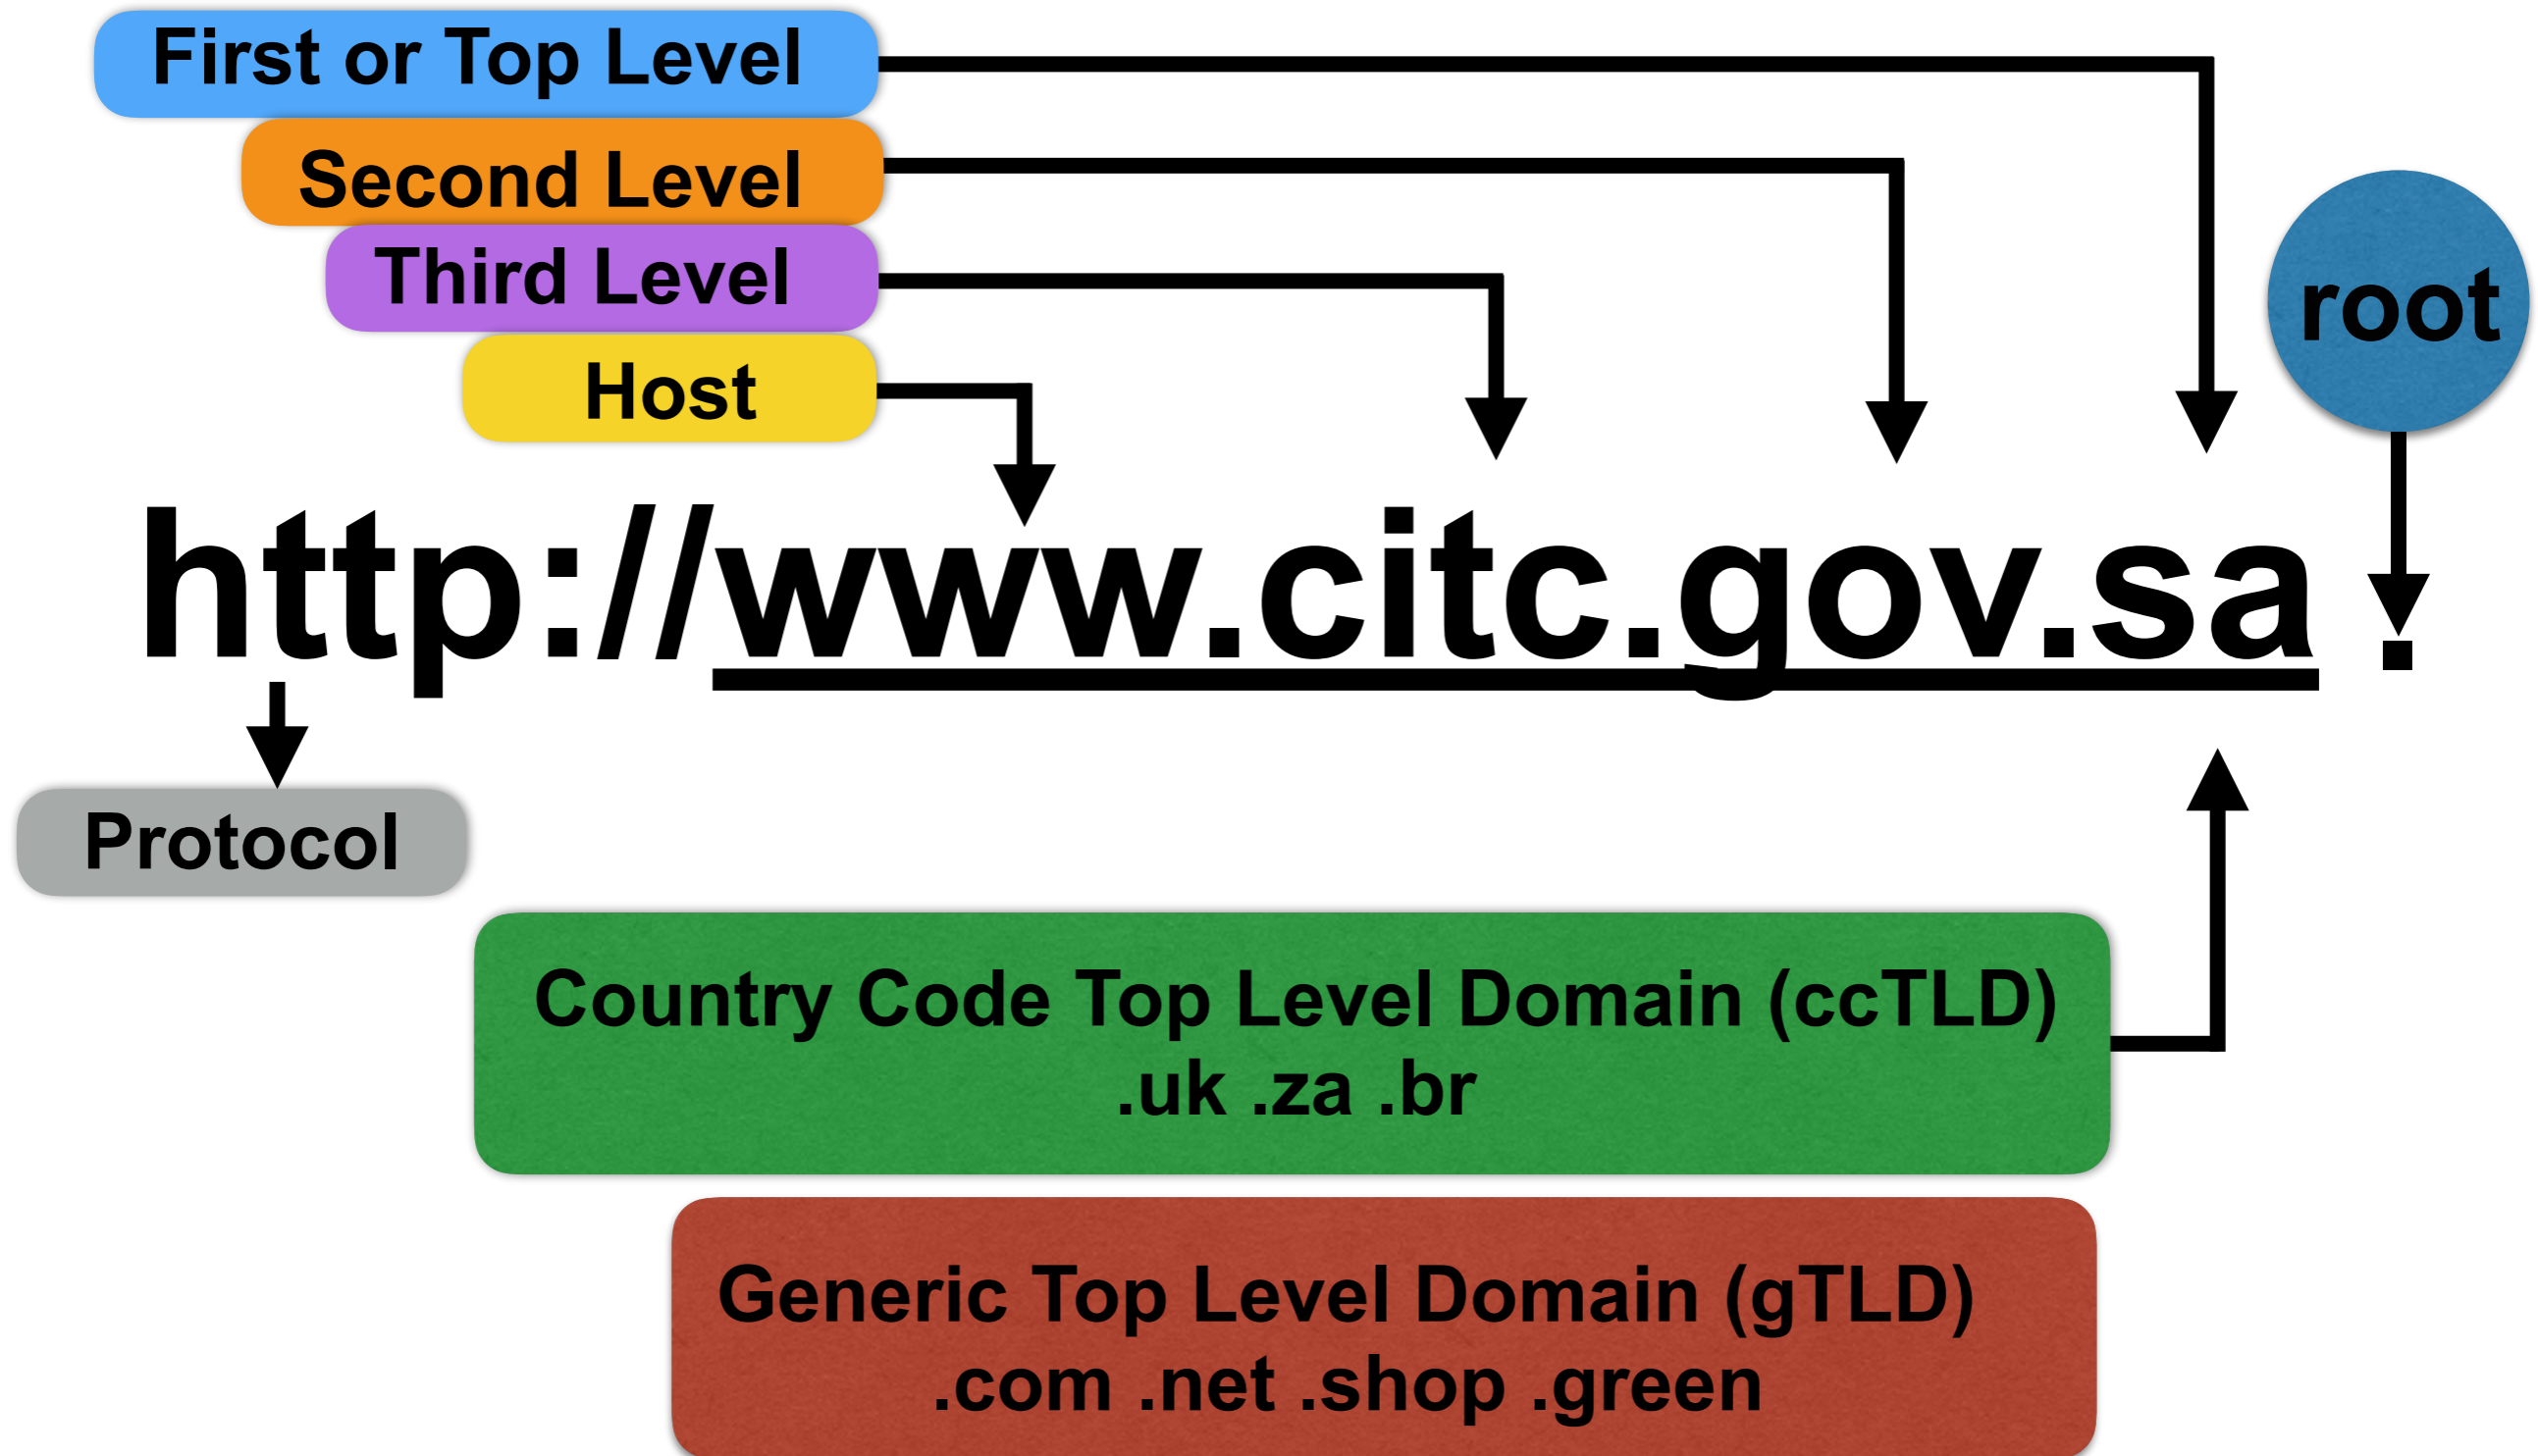 First or Top Level
Second Level
Third Level
Host
root
http://www.citc.gov.sa .
Protocol
Country Code Top Level Domain (ccTLD)
.uk .za .br
Generic Top Level Domain (gTLD)
.com .net .shop .green